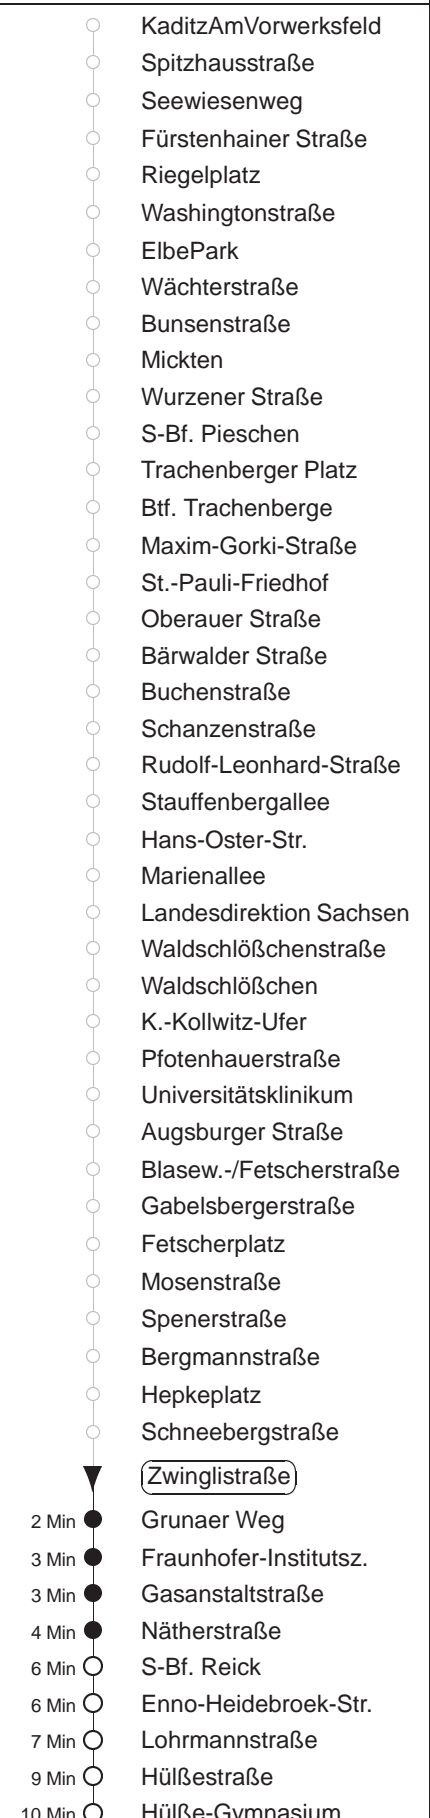 KaditzAmVorwerksfeld
Spitzhausstraße
Seewiesenweg
Fürstenhainer Straße
Riegelplatz
Washingtonstraße
ElbePark
Wächterstraße
Bunsenstraße
Mickten
Wurzener Straße
S-Bf. Pieschen
Trachenberger Platz
Btf. Trachenberge
Maxim-Gorki-Straße
St.-Pauli-Friedhof
Oberauer Straße
Bärwalder Straße
Buchenstraße
Schanzenstraße
Rudolf-Leonhard-Straße
Stauffenbergallee
Hans-Oster-Str.
Marienallee
Landesdirektion Sachsen
Waldschlößchenstraße
Waldschlößchen
K.-Kollwitz-Ufer
Pfotenhauerstraße
Universitätsklinikum
Augsburger Straße
Blasew.-/Fetscherstraße
Gabelsbergerstraße
Fetscherplatz
Mosenstraße
Spenerstraße
Bergmannstraße
Hepkeplatz
Schneebergstraße
Zwinglistraße
2 Min Grunaer Weg
3 Min Fraunhofer-Institutsz.
3 Min Gasanstaltstraße
4 Min Nätherstraße
6 Min S-Bf. Reick
6 Min Enno-Heidebroek-Str.
7 Min Lohrmannstraße
9 Min Hülßestraße
10 Min Hülße-Gymnasium